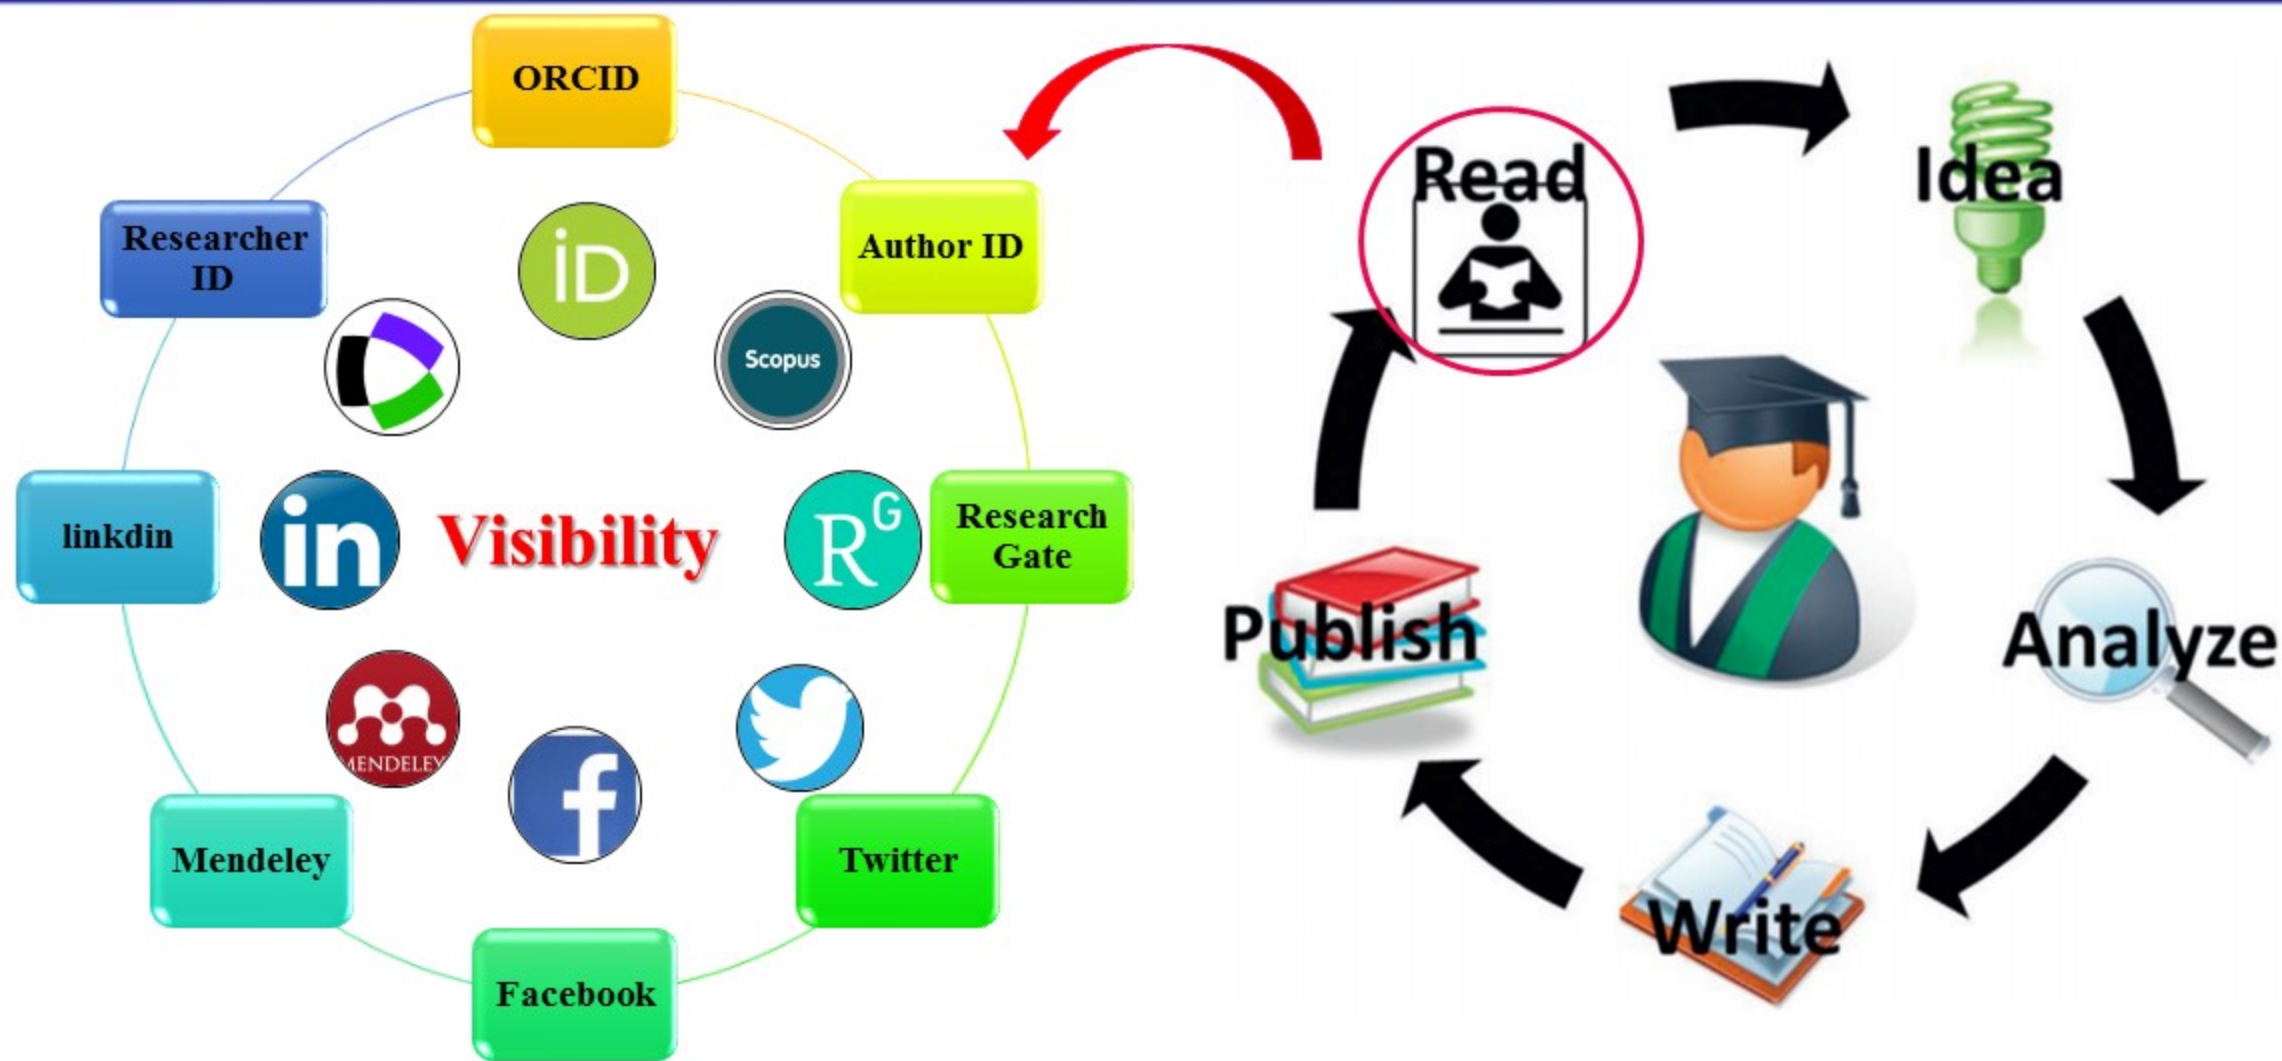 ORCID
Author ID
Research
Gate
Twitter
Facebook
Mendeley
linkdin
Researcher
ID
iD
Scopus
RG
MENDELEY
f
in
Visibility
Read
Idea
Analyze
Write
Publish